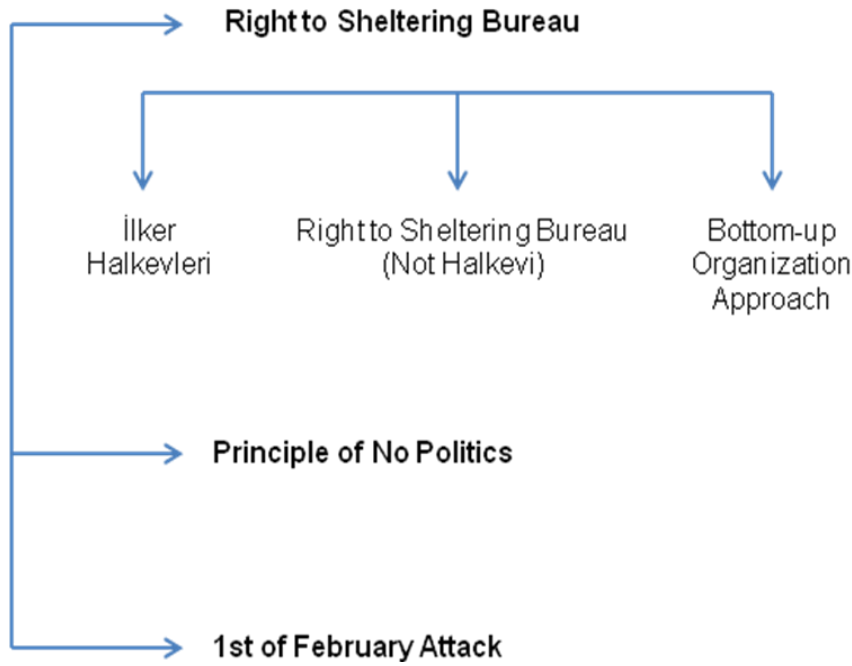 Right to Sheltering Bureau
İlker
Halkevleri
Right to Sheltering Bureau
(Not Halkevi)
Bottom-up
Organization
Approach
Principle of No Politics
1st of February Attack